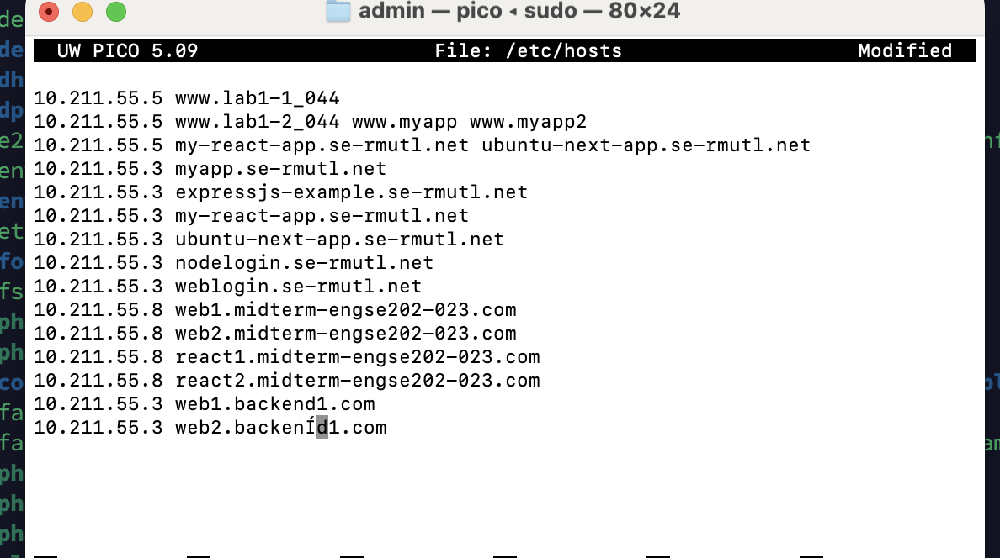 admin — pico ◂ sudo — 80×24
UW PICO 5.09 File: /etc/hosts Modified
10.211.55.5 www.lab1-1_044
10.211.55.5 www.lab1-2_044 www.myapp www.myapp2
10.211.55.5 my-react-app.se-rmutl.net ubuntu-next-app.se-rmutl.net
10.211.55.3 myapp.se-rmutl.net
10.211.55.3 expressjs-example.se-rmutl.net
10.211.55.3 my-react-app.se-rmutl.net
10.211.55.3 ubuntu-next-app.se-rmutl.net
10.211.55.3 nodelogin.se-rmutl.net
10.211.55.3 weblogin.se-rmutl.net
10.211.55.8 web1.midterm-engse202-023.com
10.211.55.8 web2.midterm-engse202-023.com
10.211.55.8 react1.midterm-engse202-023.com
10.211.55.8 react2.midterm-engse202-023.com
10.211.55.3 web1.backend1.com
10.211.55.3 web2.backenÍd1.com